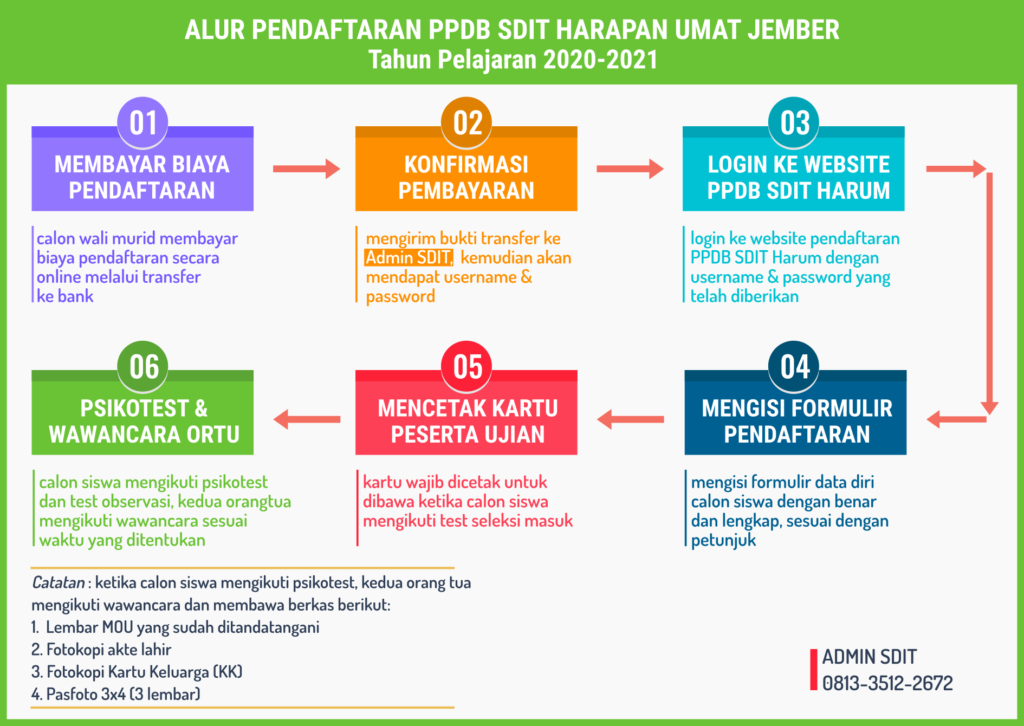 ALUR PENDAFTARAN PPDB SDIT HARAPAN UMAT JEMBER
Tahun Pelajaran 2020-2021
01
MEMBAYAR BIAYA
PENDAFTARAN
calon wali murid membayar
biaya pendaftaran secara
online melalui transfer
ke bank
02
KONFIRMASI
PEMBAYARAN
mengirim bukti transfer ke
Admin SDIT, kemudian akan
mendapat username &
password
03
LOGIN KE WEBSITE
PPDB SDIT HARUM
login ke website pendaftaran
PPDB SDIT Harum dengan
username & password yang
telah diberikan
04
MENGISI FORMULIR
PENDAFTARAN
mengisi formulir data diri
calon siswa dengan benar
dan lengkap, sesuai dengan
petunjuk
05
MENCETAK KARTU
PESERTA UJIAN
kartu wajib dicetak untuk
dibawa ketika calon siswa
mengikuti test seleksi masuk
06
PSIKOTEST &
WAWANCARA ORTU
calon siswa mengikuti psikotest
dan test observasi, kedua orangtua
mengikuti wawancara sesuai
waktu yang ditentukan
Catatan : ketika calon siswa mengikuti psikotest, kedua orang tua
mengikuti wawancara dan membawa berkas berikut:
1. Lembar MOU yang sudah ditandatangani
2. Fotokopi akte lahir
3. Fotokopi Kartu Keluarga (KK)
4. Pasfoto 3x4 (3 lembar)
ADMIN SDIT
0813-3512-2672